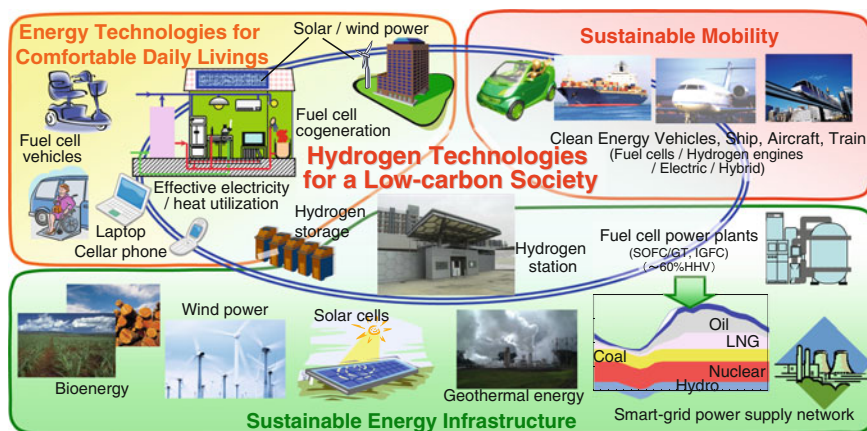 Energy Technologies for
Comfortable Daily Livings
Solar / wind power
Fuel cell
vehicles
Fuel cell
cogeneration
Effective electricity
/ heat utilization
Laptop
Cellar phone
Sustainable Mobility
Clean Energy Vehicles, Ship, Aircraft, Train
(Fuel cells / Hydrogen engines
/ Electric / Hybrid)
Hydrogen Technologies
for a Low-carbon Society
Hydrogen
storage
Hydrogen
station
Fuel cell power plants
(SOFC/GT, IGFC)
(~60%HHV)
Bioenergy
Wind power
Solar cells
Geothermal energy
Oil
LNG
Coal
Nuclear
Hydro
Smart-grid power supply network
Sustainable Energy Infrastructure